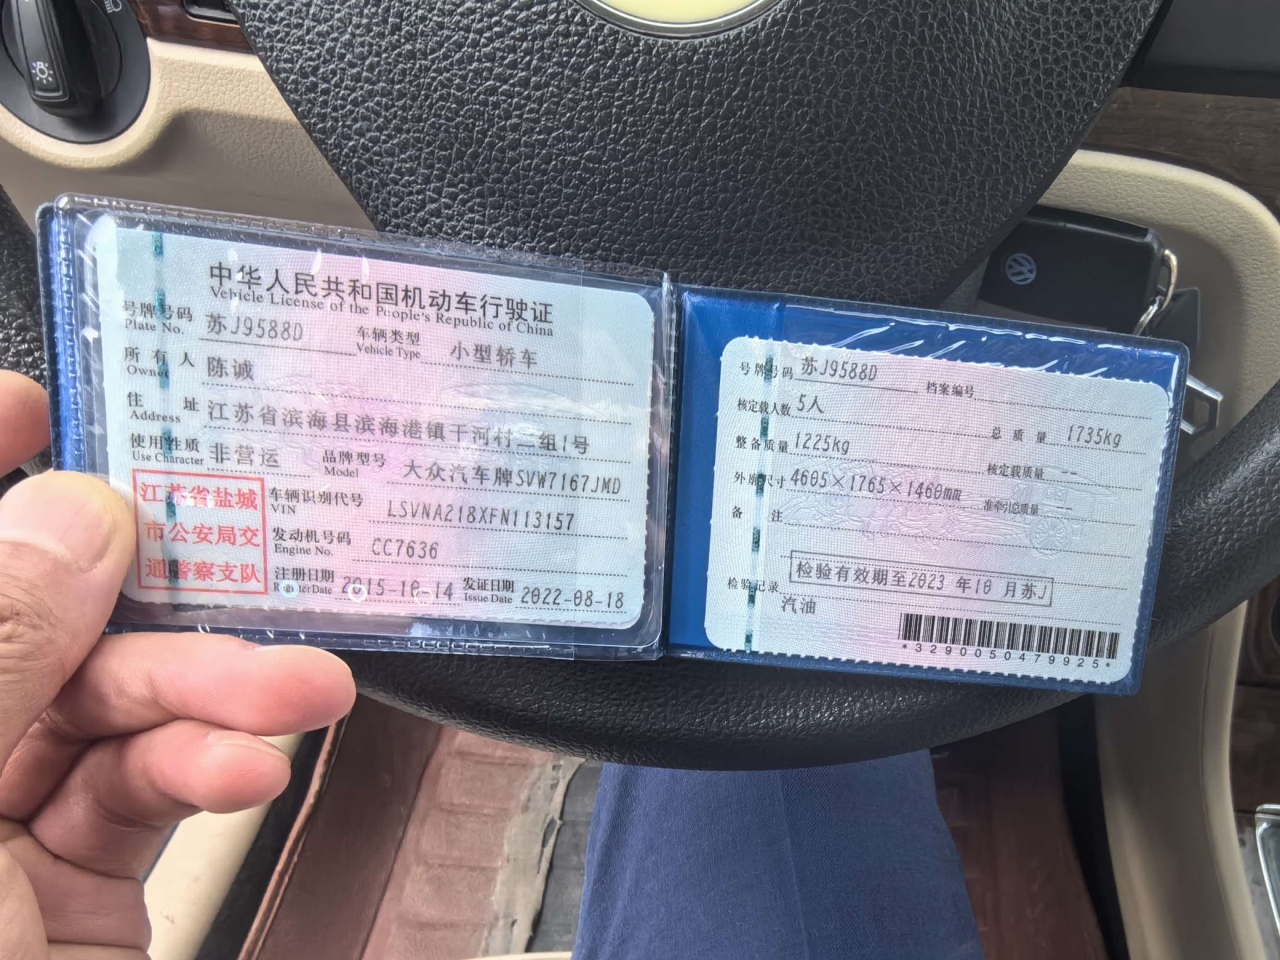 中华人民共和国机动车行驶证
Vehicle License of the People's Republic of China
号牌号码 苏J9588D 车辆类型 小型轿车
Plate No. Vehicle Type
所有人 陈诚
Owner
住址 江苏省滨海县滨海港镇干河村二组1号
Address
使用性质 非营运 品牌型号 大众汽车牌SVW7167JMD
Use Character Model
江苏省盐城
市公安局交
通警察支队
车辆识别代号 LSVNA218XFN113157
VIN
发动机号码 CC7636
Engine No.
注册日期 2015-10-14 发证日期 2022-08-18
Register Date Issue Date
号牌号码 苏J9588D 档案编号
核定载人数 5人 总质量 1735kg
整备质量 1225kg 核定载质量 --
外廓尺寸 4605×1765×1460mm 准牵引总质量 --
备注
检验有效期至2023年10月苏J
检验记录
汽油
*3290050479925*